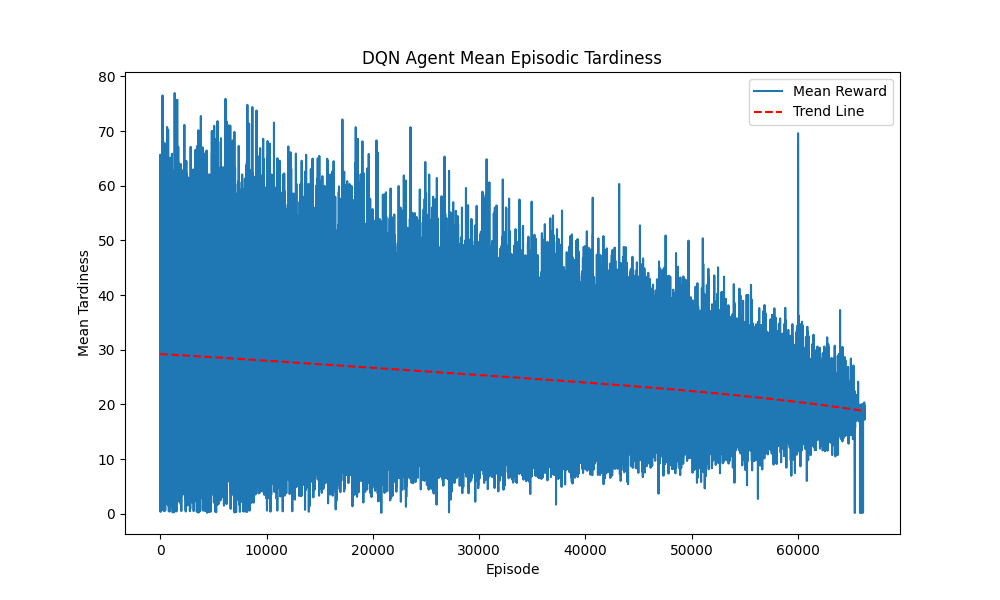 DQN Agent Mean Episodic Tardiness
Mean Reward
Trend Line
Mean Tardiness
80
70
60
50
40
30
20
10
0
0 10000 20000 30000 40000 50000 60000
Episode